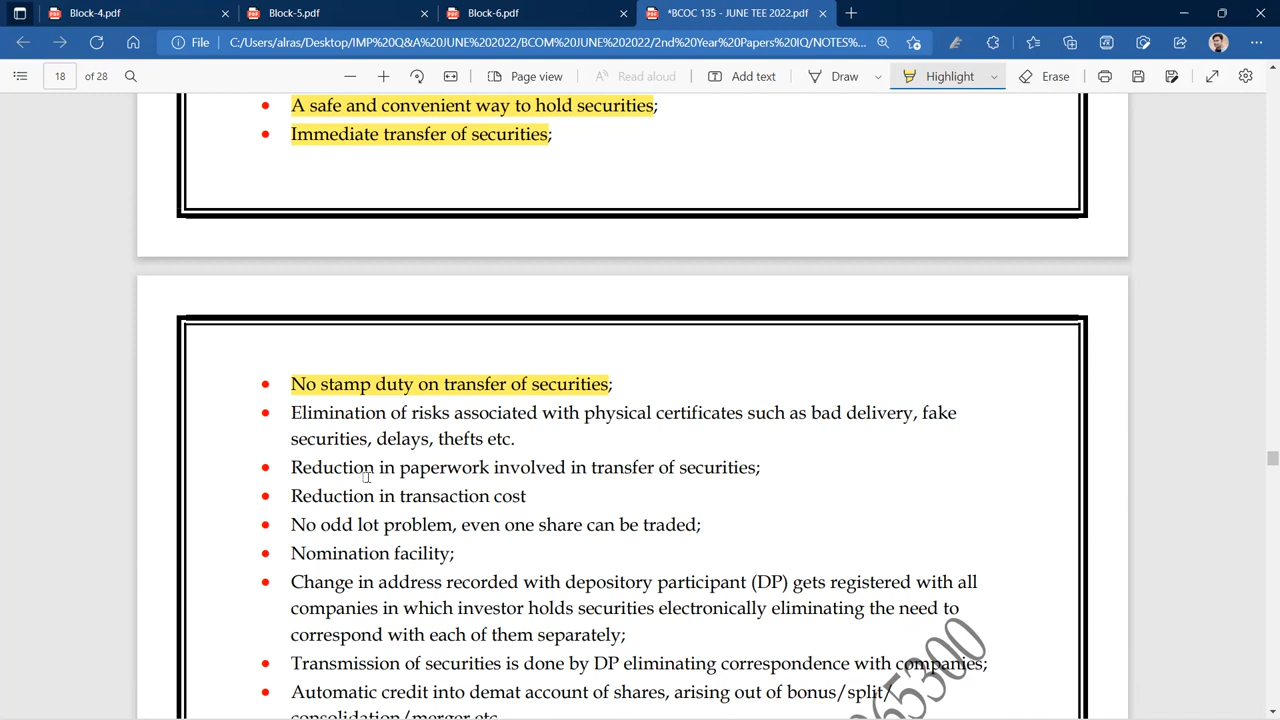 Block-4.pdf
Block-5.pdf
Block-6.pdf
*BCOC 135 - JUNE TEE 2022.pdf
File
C:/Users/alras/Desktop/IMP%20Q&A%20JUNE%202022/BCOM%20JUNE%202022/2nd%20Year%20Papers%20IQ/NOTES%...
18 of 28
Page view
Read aloud
Add text
Draw
Highlight
Erase
A safe and convenient way to hold securities;
Immediate transfer of securities;
No stamp duty on transfer of securities;
Elimination of risks associated with physical certificates such as bad delivery, fake
securities, delays, thefts etc.
Reduction in paperwork involved in transfer of securities;
Reduction in transaction cost
No odd lot problem, even one share can be traded;
Nomination facility;
Change in address recorded with depository participant (DP) gets registered with all
companies in which investor holds securities electronically eliminating the need to
correspond with each of them separately;
Transmission of securities is done by DP eliminating correspondence with companies;
Automatic credit into demat account of shares, arising out of bonus/split/
consolidation/merger etc.
65300